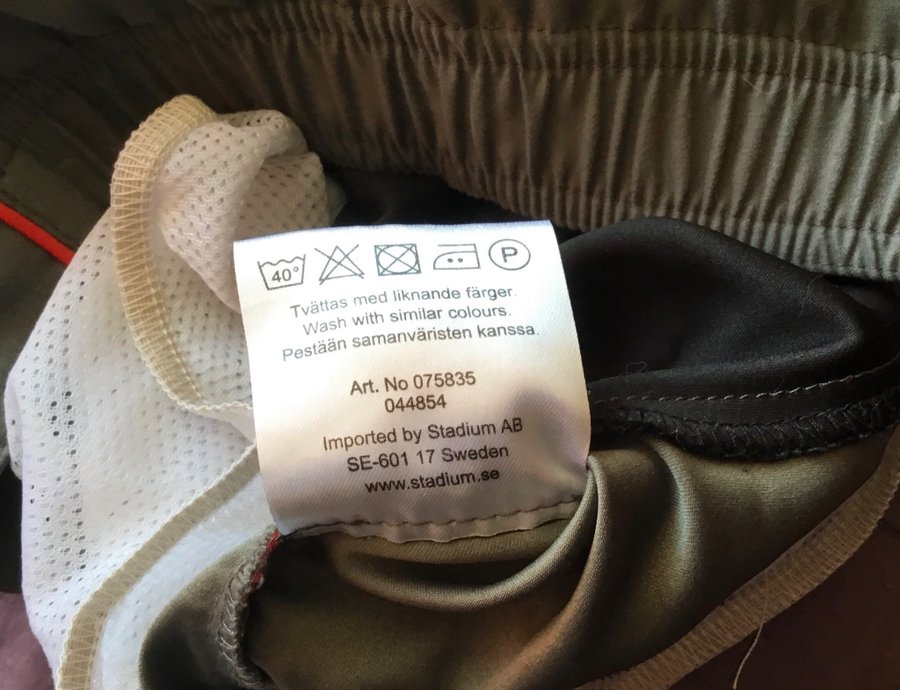 40°
P
Tvättas med liknande färger.
Wash with similar colours.
Pestään samanväristen kanssa.
Art. No 075835
044854
Imported by Stadium AB
SE-601 17 Sweden
www.stadium.se